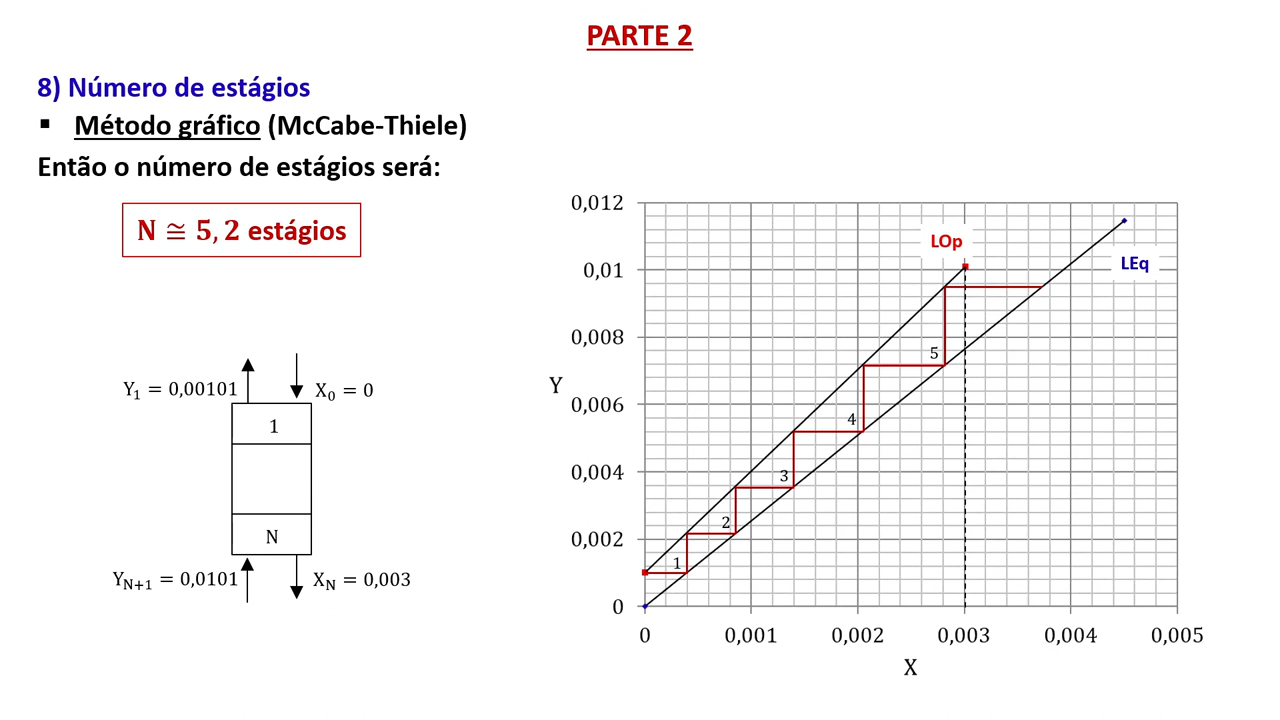 PARTE 2
8) Número de estágios
▪ Método gráfico (McCabe-Thiele)
Então o número de estágios será:
N ≅ 5,2 estágios
Y₁ = 0,00101
X₀ = 0
1
N
Y_{N+1} = 0,0101
X_N = 0,003
0,012
0,01
0,008
0,006
0,004
0,002
0
Y
LOp
LEq
5
4
3
2
1
0 0,001 0,002 0,003 0,004 0,005
X